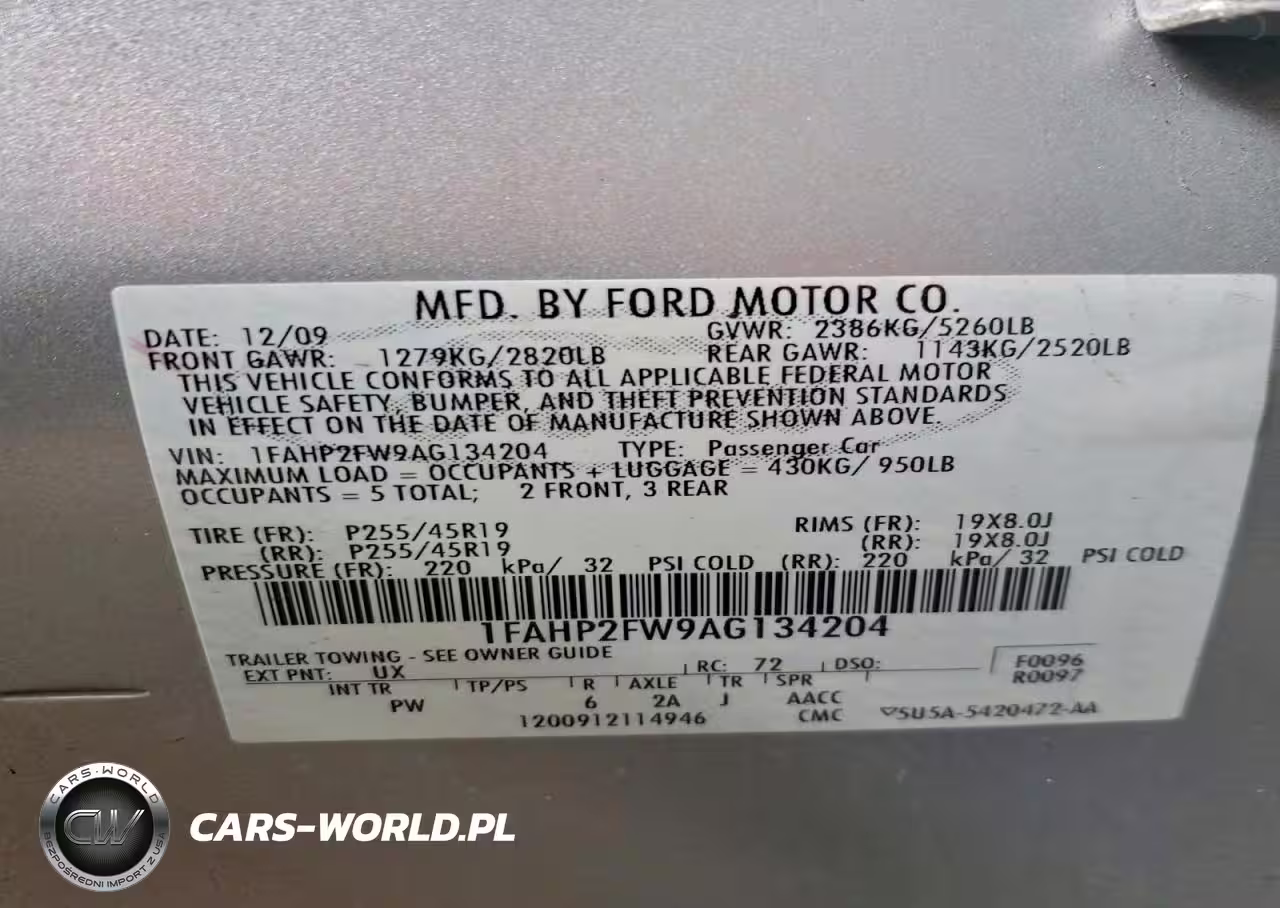 MFD. BY FORD MOTOR CO.
DATE: 12/09 GVWR: 2386KG/5260LB
FRONT GAWR: 1279KG/2820LB REAR GAWR: 1143KG/2520LB
THIS VEHICLE CONFORMS TO ALL APPLICABLE FEDERAL MOTOR
VEHICLE SAFETY, BUMPER, AND THEFT PREVENTION STANDARDS
IN EFFECT ON THE DATE OF MANUFACTURE SHOWN ABOVE.
VIN: 1FAHP2FW9AG134204 TYPE: Passenger Car
MAXIMUM LOAD = OCCUPANTS + LUGGAGE = 430KG/ 950LB
OCCUPANTS = 5 TOTAL; 2 FRONT, 3 REAR
TIRE (FR): P255/45R19 RIMS (FR): 19X8.0J
(RR): P255/45R19 (RR): 19X8.0J
PRESSURE (FR): 220 kPa/ 32 PSI COLD (RR): 220 kPa/ 32 PSI COLD
1FAHP2FW9AG134204
TRAILER TOWING - SEE OWNER GUIDE
EXT PNT: UX RC: 72 DSO: F0096
R0097
INT TR TP/PS R AXLE TR SPR
PW 6 2A J AACC
1200912114946 CMC 5U5A-5420472-AA
CARS-WORLD
CW
BEZPOŚREDNI IMPORT Z USA
CARS-WORLD.PL